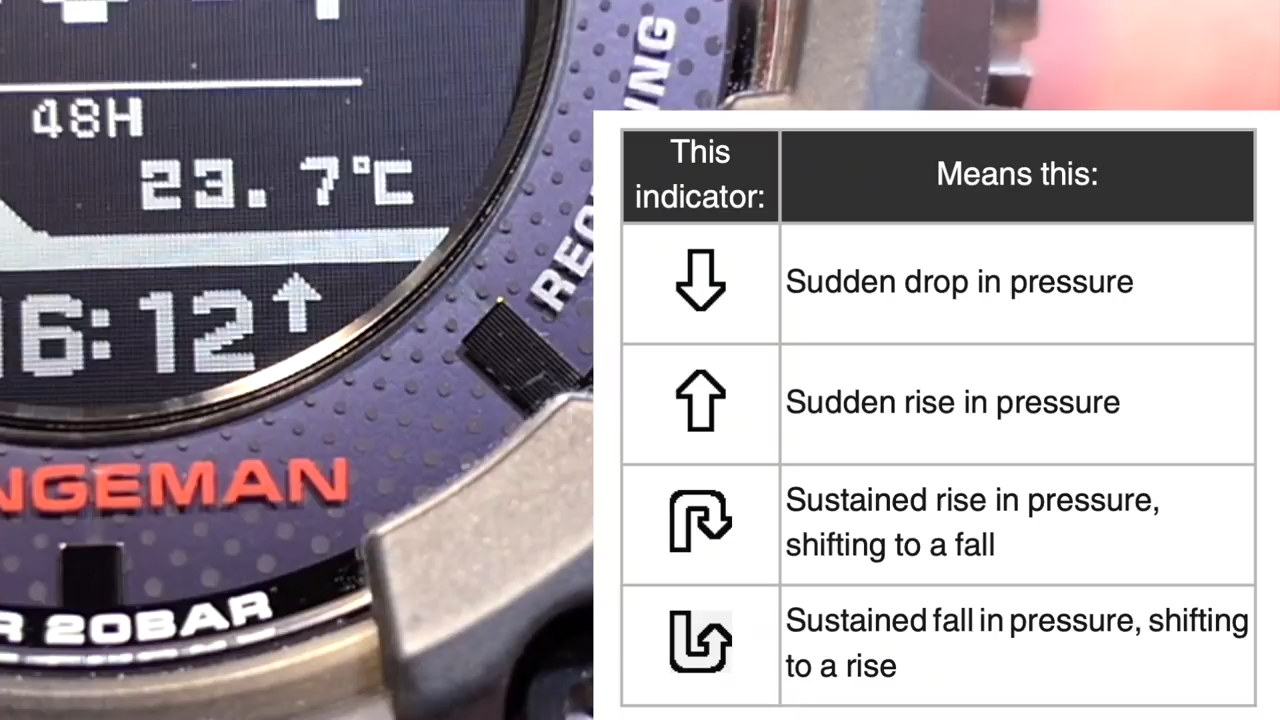 48H
23.7°C
16:12
NGEMAN
R 20BAR
This
indicator:
Means this:
Sudden drop in pressure
Sudden rise in pressure
Sustained rise in pressure,
shifting to a fall
Sustained fall in pressure, shifting
to a rise